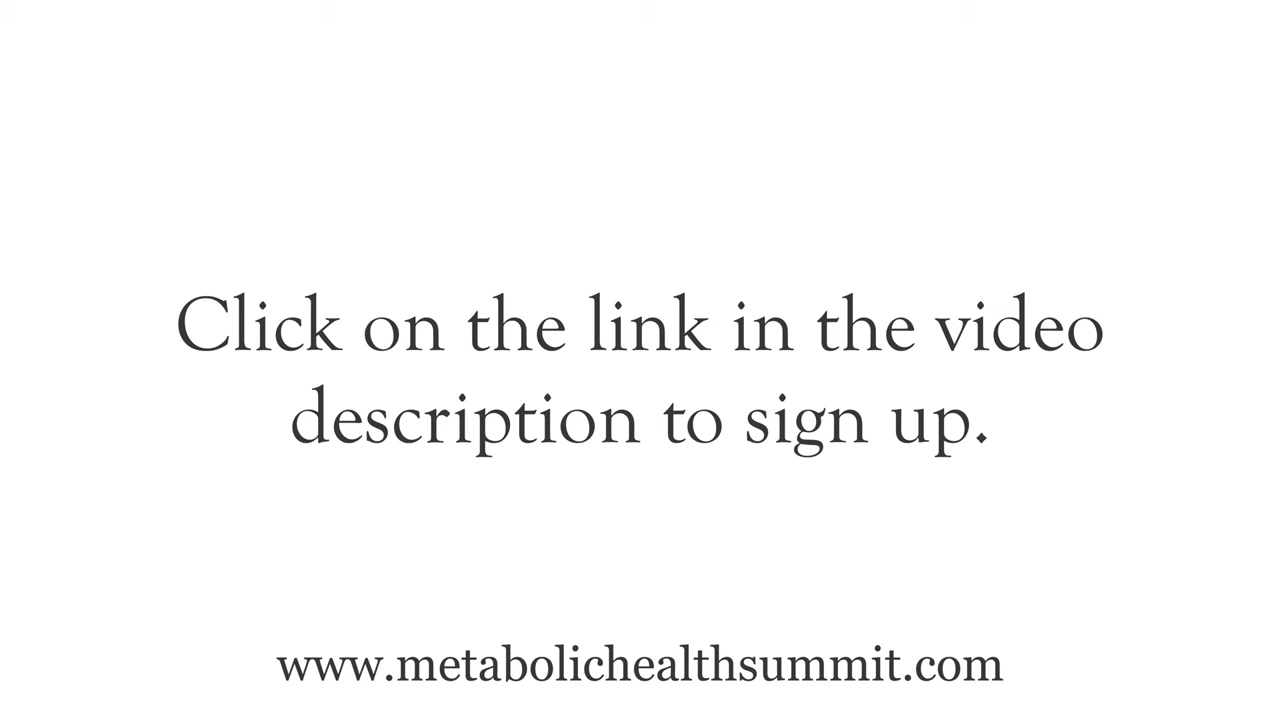 Click on the link in the video
description to sign up.
www.metabolichealthsummit.com